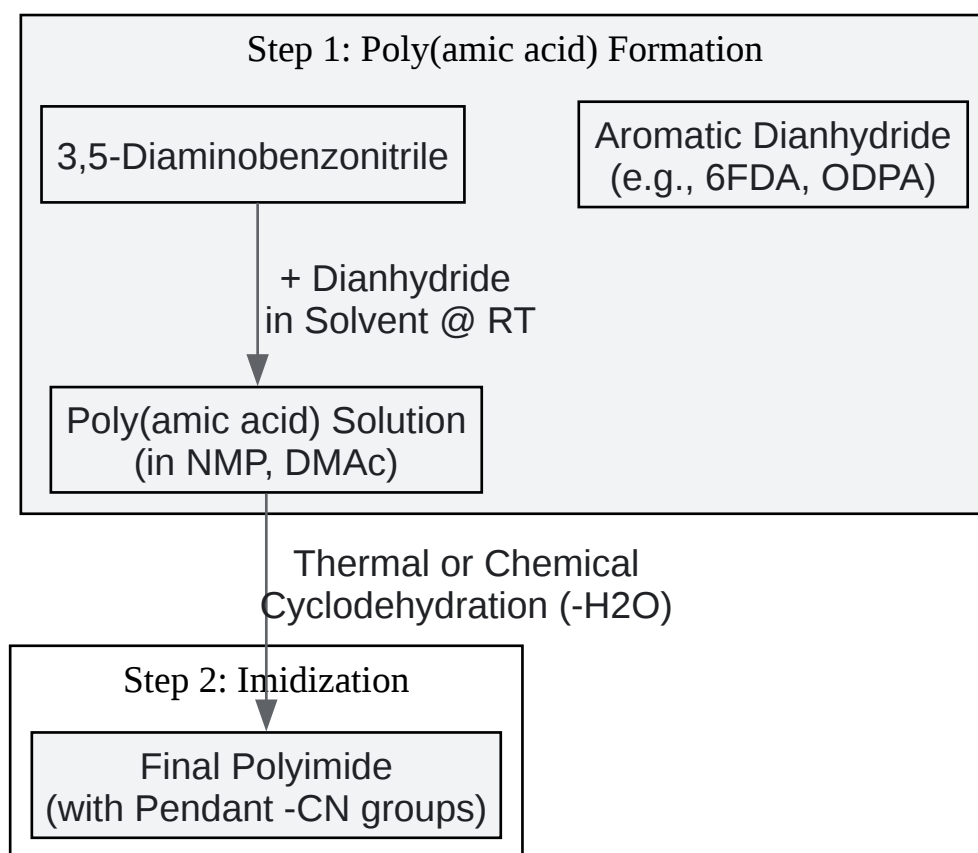 Step 1: Poly(amic acid) Formation
3,5-Diaminobenzonitrile
Aromatic Dianhydride
(e.g., 6FDA, ODPA)
+ Dianhydride
in Solvent @ RT
Poly(amic acid) Solution
(in NMP, DMAc)
Thermal or Chemical
Cyclodehydration (-H2O)
Step 2: Imidization
Final Polyimide
(with Pendant -CN groups)